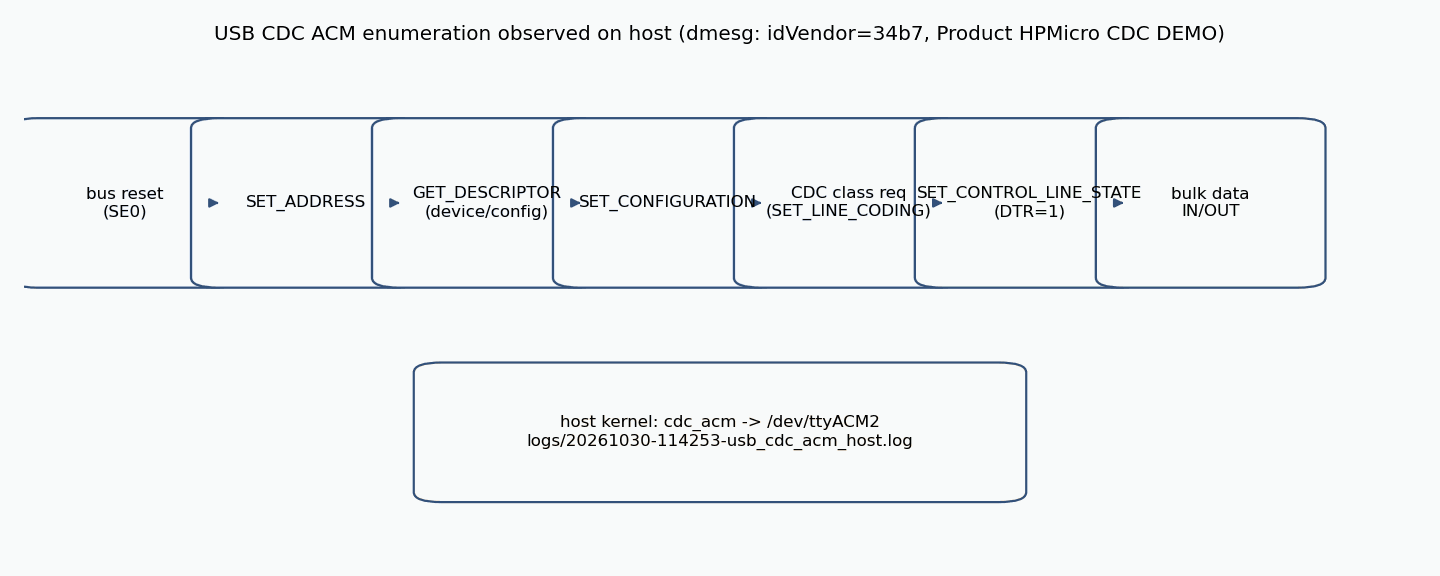 USB CDC ACM enumeration observed on host (dmesg: idVendor=34b7, Product HPMicro CDC DEMO)
bus reset
(SE0)
SET_ADDRESS
GET_DESCRIPTOR
(device/config)
SET_CONFIGURATION
CDC class req
(SET_LINE_CODING)
SET_CONTROL_LINE_STATE
(DTR=1)
bulk data
IN/OUT
host kernel: cdc_acm -> /dev/ttyACM2
logs/20261030-114253-usb_cdc_acm_host.log